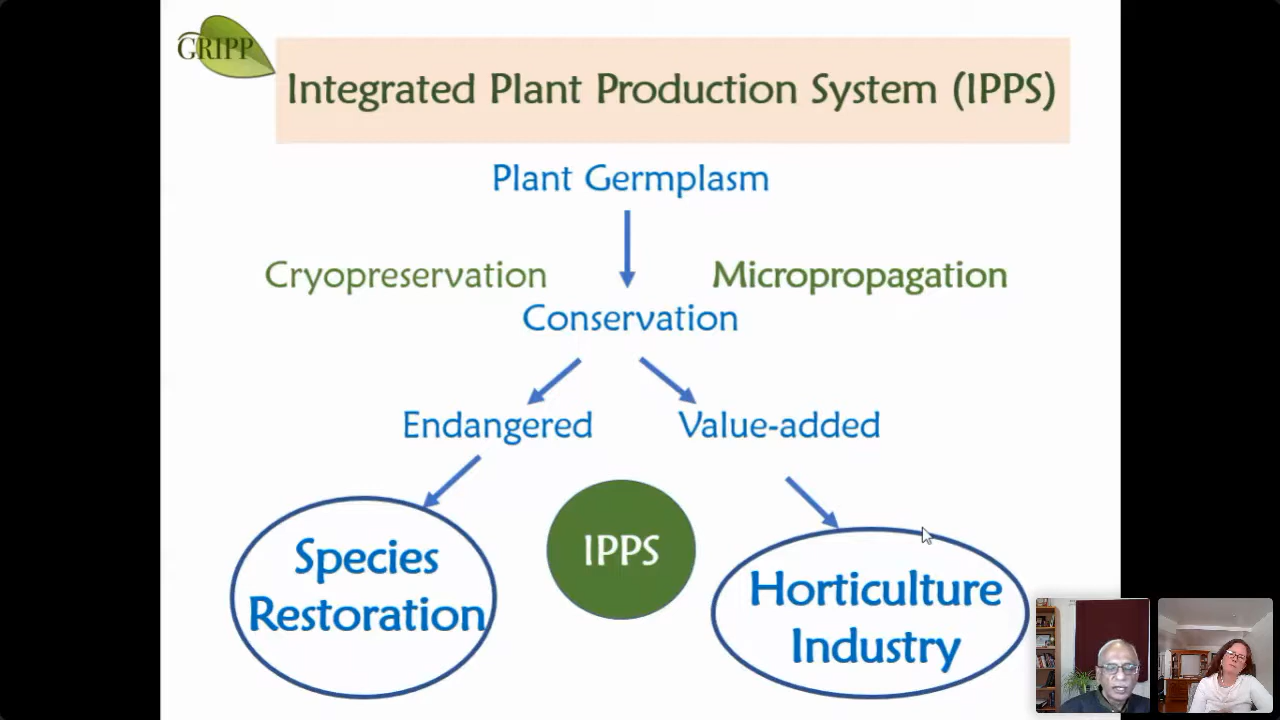 GRIPP
Integrated Plant Production System (IPPS)
Plant Germplasm
Cryopreservation
Micropropagation
Conservation
Endangered
Value-added
Species
Restoration
IPPS
Horticulture
Industry